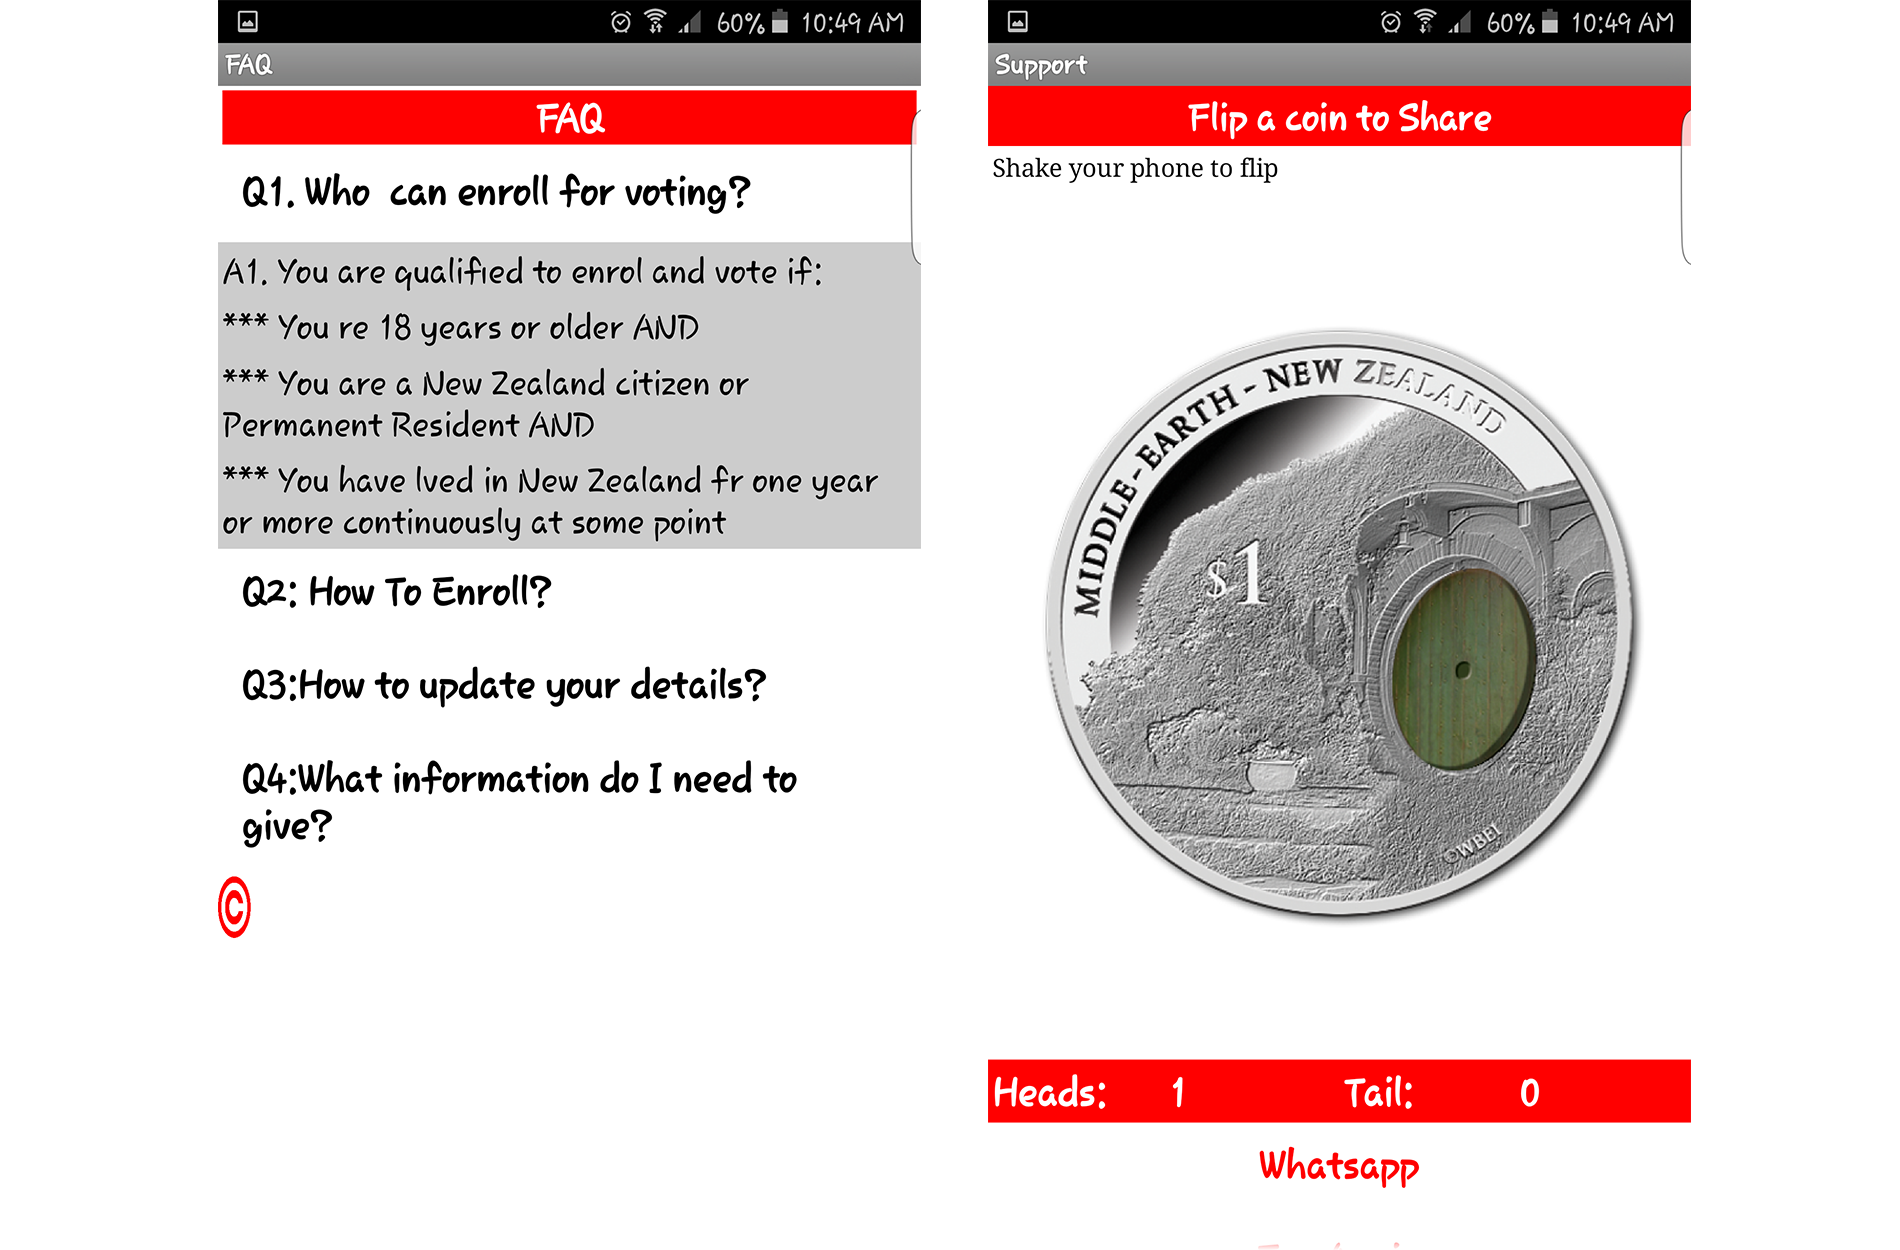 60% 10:49 AM
FAQ
FAQ
Q1. Who can enroll for voting?
A1. You are qualified to enrol and vote if:
*** You re 18 years or older AND
*** You are a New Zealand citizen or
Permanent Resident AND
*** You have lved in New Zealand fr one year
or more continuously at some point
Q2: How To Enroll?
Q3:How to update your details?
Q4:What information do I need to
give?
©
60% 10:49 AM
Support
Flip a coin to Share
Shake your phone to flip
MIDDLE-EARTH - NEW ZEALAND
$1
©WBEI
Heads: 1 Tail: 0
Whatsapp